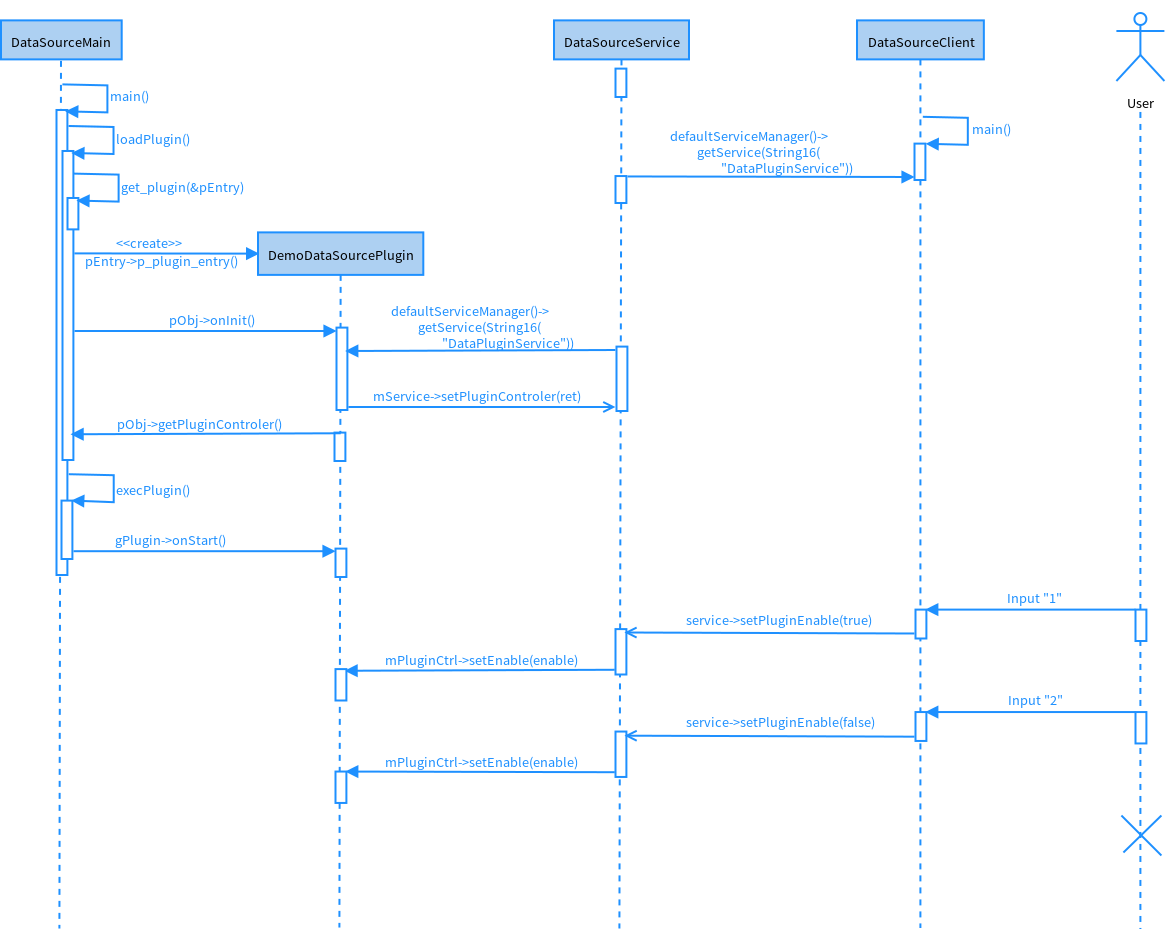 DataSourceMain
DataSourceService
DataSourceClient
User
main()
loadPlugin()
get_plugin(&pEntry)
main()
defaultServiceManager()->
getService(String16(
"DataPluginService"))
<<create>>
pEntry->p_plugin_entry()
DemoDataSourcePlugin
pObj->onInit()
defaultServiceManager()->
getService(String16(
"DataPluginService"))
mService->setPluginControler(ret)
pObj->getPluginControler()
execPlugin()
gPlugin->onStart()
Input "1"
service->setPluginEnable(true)
mPluginCtrl->setEnable(enable)
Input "2"
service->setPluginEnable(false)
mPluginCtrl->setEnable(enable)